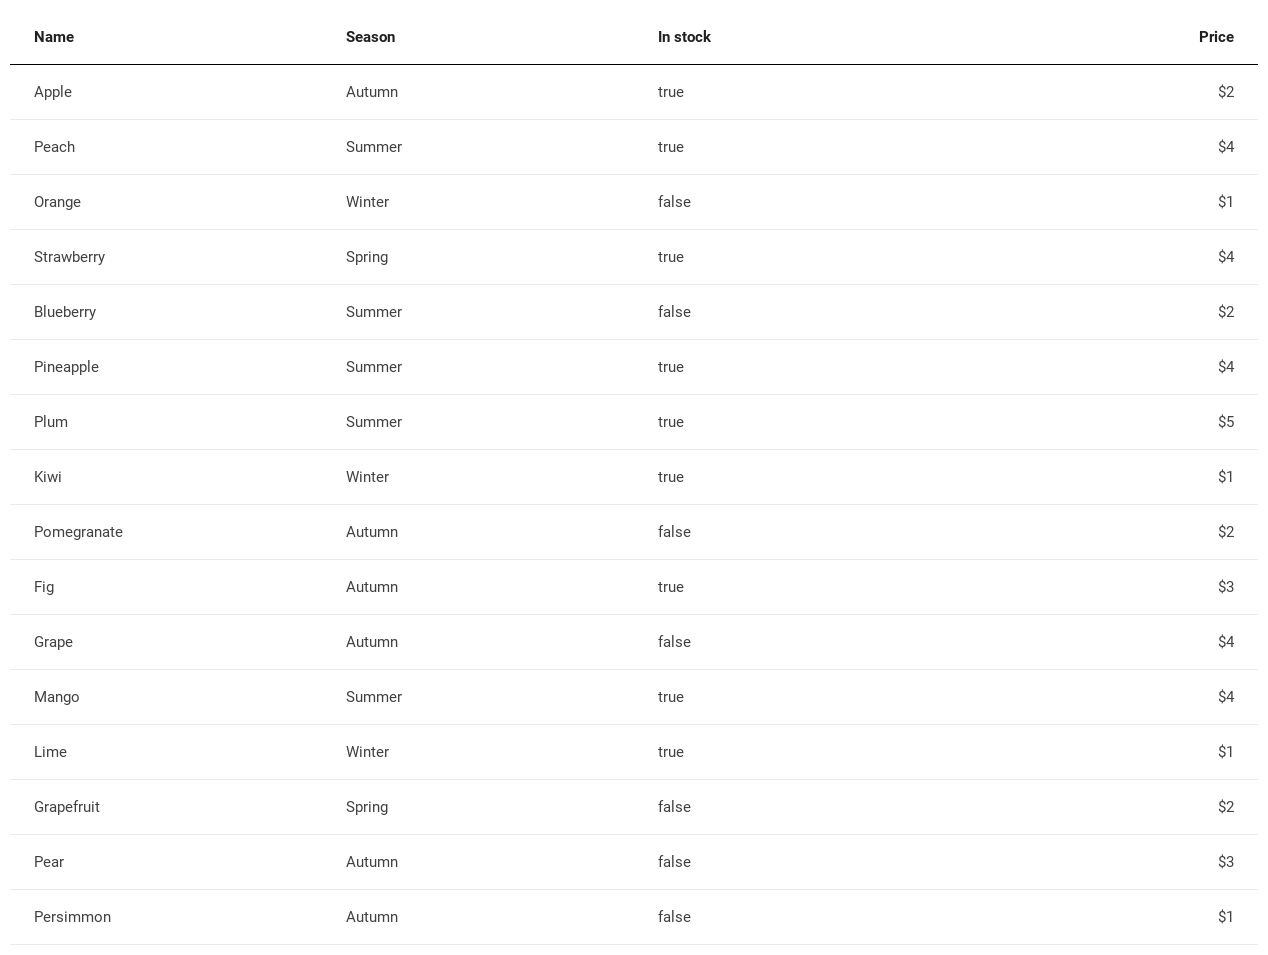 Name Season In stock Price
Apple Autumn true $2
Peach Summer true $4
Orange Winter false $1
Strawberry Spring true $4
Blueberry Summer false $2
Pineapple Summer true $4
Plum Summer true $5
Kiwi Winter true $1
Pomegranate Autumn false $2
Fig Autumn true $3
Grape Autumn false $4
Mango Summer true $4
Lime Winter true $1
Grapefruit Spring false $2
Pear Autumn false $3
Persimmon Autumn false $1